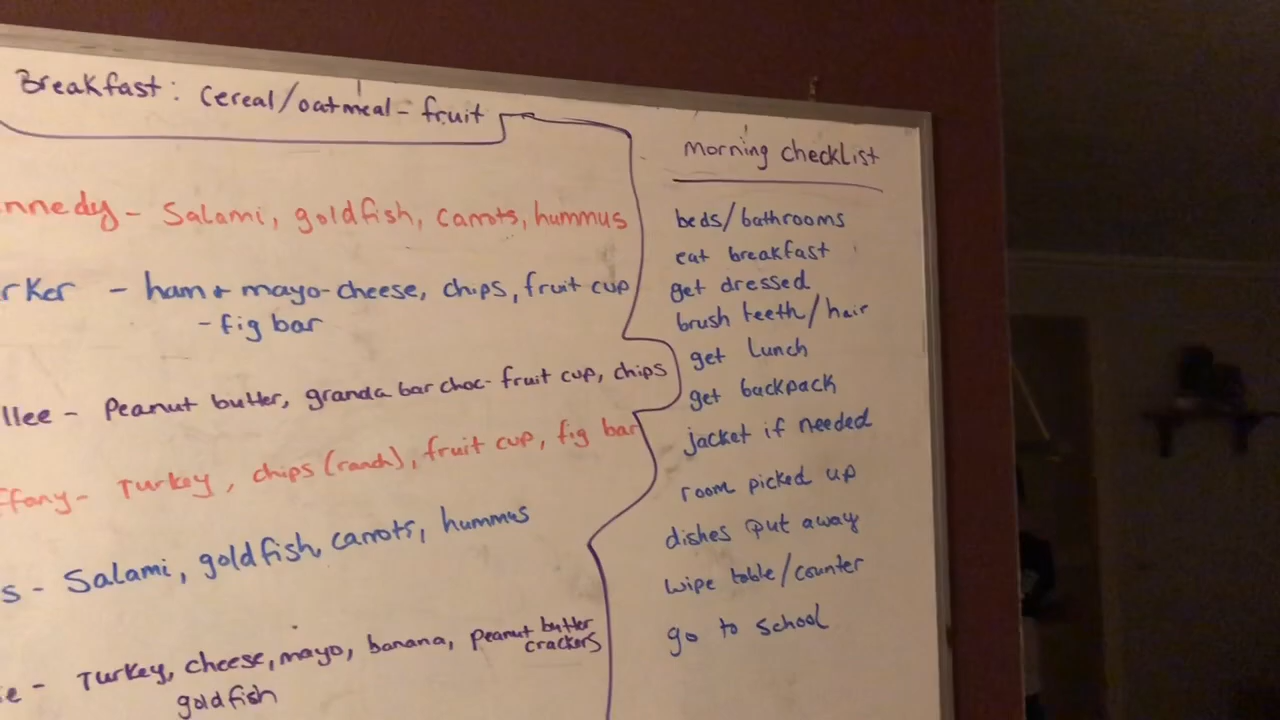 Breakfast: cereal/oatmeal- fruit
nnedy - Salami, goldfish, carrots, hummus
rker - ham + mayo-cheese, chips, fruit cup
- fig bar
llee - Peanut butter, granda bar choc- fruit cup, chips
ffany- Turkey, chips (ranch), fruit cup, fig bar
s - Salami, goldfish, carrots, hummus
e - Turkey, cheese, mayo, banana, peanut butter
crackers
goldfish
morning checklist
beds/bathrooms
eat breakfast
get dressed
brush teeth/hair
get Lunch
get backpack
jacket if needed
room picked up
dishes put away
wipe table/counter
go to school